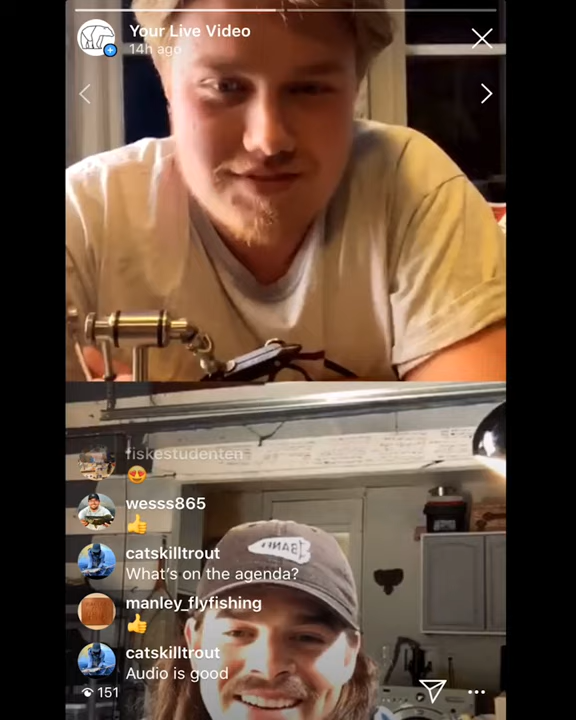 Your Live Video
14h ago
fiskestudenten
😍
wesss865
👍
catskilltrout
What's on the agenda?
manley_flyfishing
👍
catskilltrout
Audio is good
151